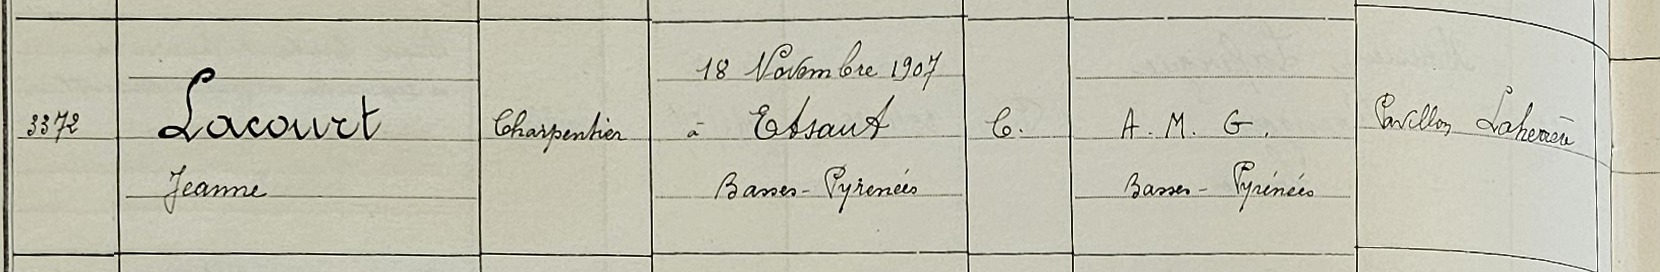 18 Novembre 1907
3372 Lacourt Charpentier à Etsaut C. A. M. G. Pavillon Laherrère
Jeanne Basses-Pyrénées Basses-Pyrénées